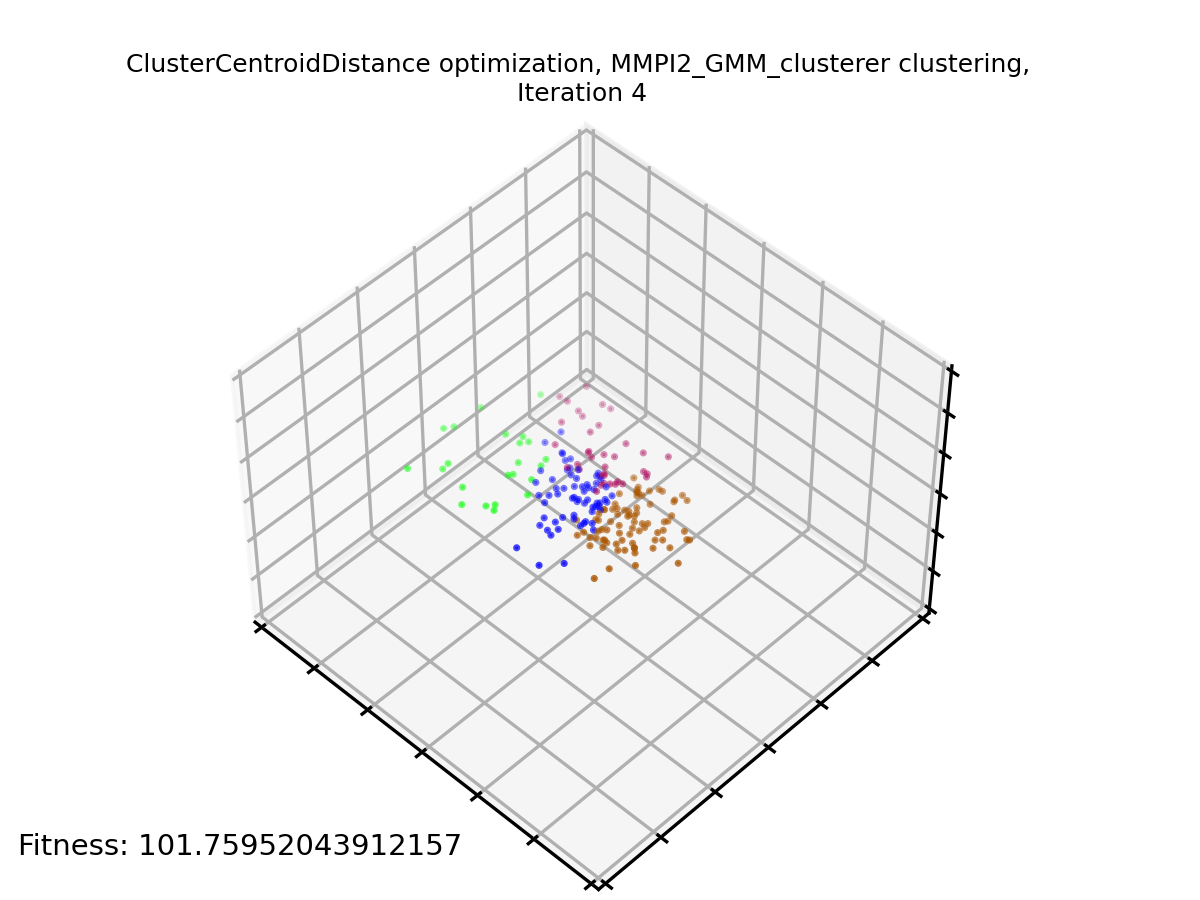 ClusterCentroidDistance optimization, MMPI2_GMM_clusterer clustering,
Iteration 4
Fitness: 101.75952043912157